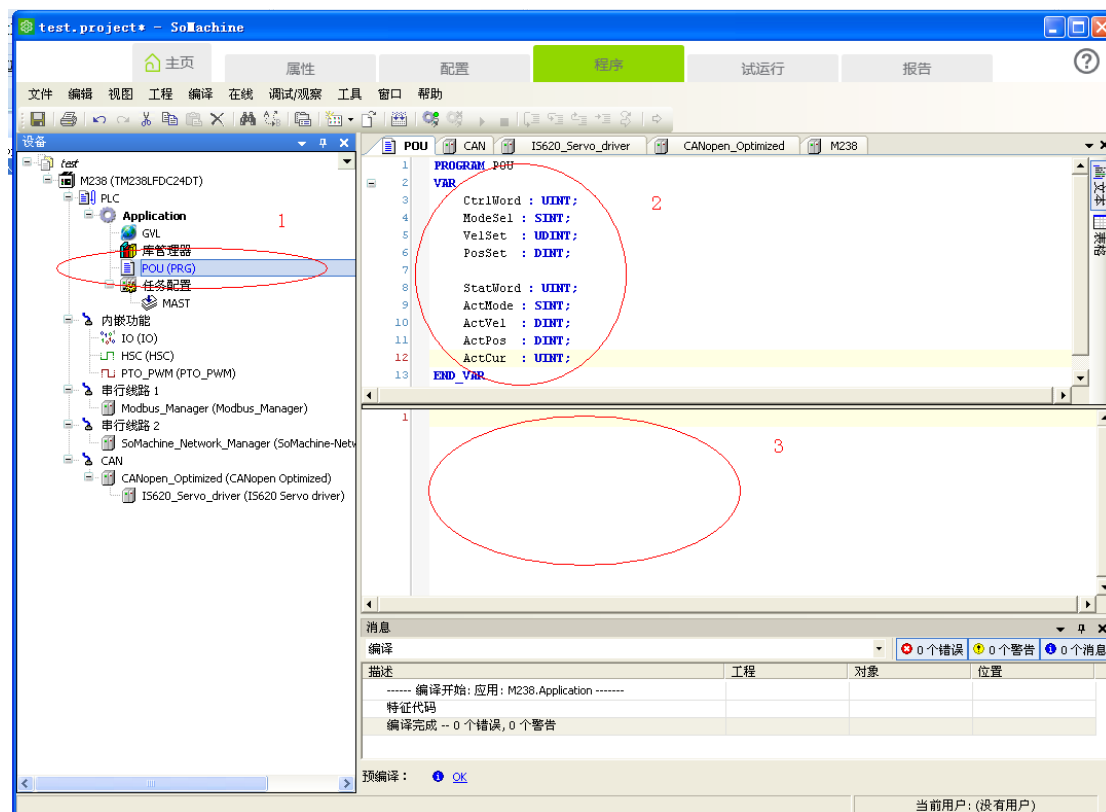 test.project* - SoMachine
主页 属性 配置 程序 试运行 报告 ?
文件 编辑 视图 工程 编译 在线 调试/观察 工具 窗口 帮助
设备
POU CAN IS620_Servo_driver CANopen_Optimized M238
test
M238 (TM238LFDC24DT)
PLC
Application
GVL
库管理器
POU (PRG)
任务配置
MAST
内嵌功能
IO (IO)
HSC (HSC)
PTO_PWM (PTO_PWM)
串行线路 1
Modbus_Manager (Modbus_Manager)
串行线路 2
SoMachine_Network_Manager (SoMachine-Netw
CAN
CANopen_Optimized (CANopen Optimized)
IS620_Servo_driver (IS620 Servo driver)
1
1 PROGRAM POU
2 VAR
3 CtrlWord : UINT;
4 ModeSel : SINT;
5 VelSet : UDINT;
6 PosSet : DINT;
7
8 StatWord : UINT;
9 ActMode : SINT;
10 ActVel : DINT;
11 ActPos : DINT;
12 ActCur : UINT;
13 END_VAR
2
文本
表格
1
3
消息
编译 0 个错误 0 个警告 0 个消息
描述 工程 对象 位置
------ 编译开始: 应用: M238.Application -------
特征代码
编译完成 -- 0 个错误, 0 个警告
预编译: OK
当前用户: (没有用户)